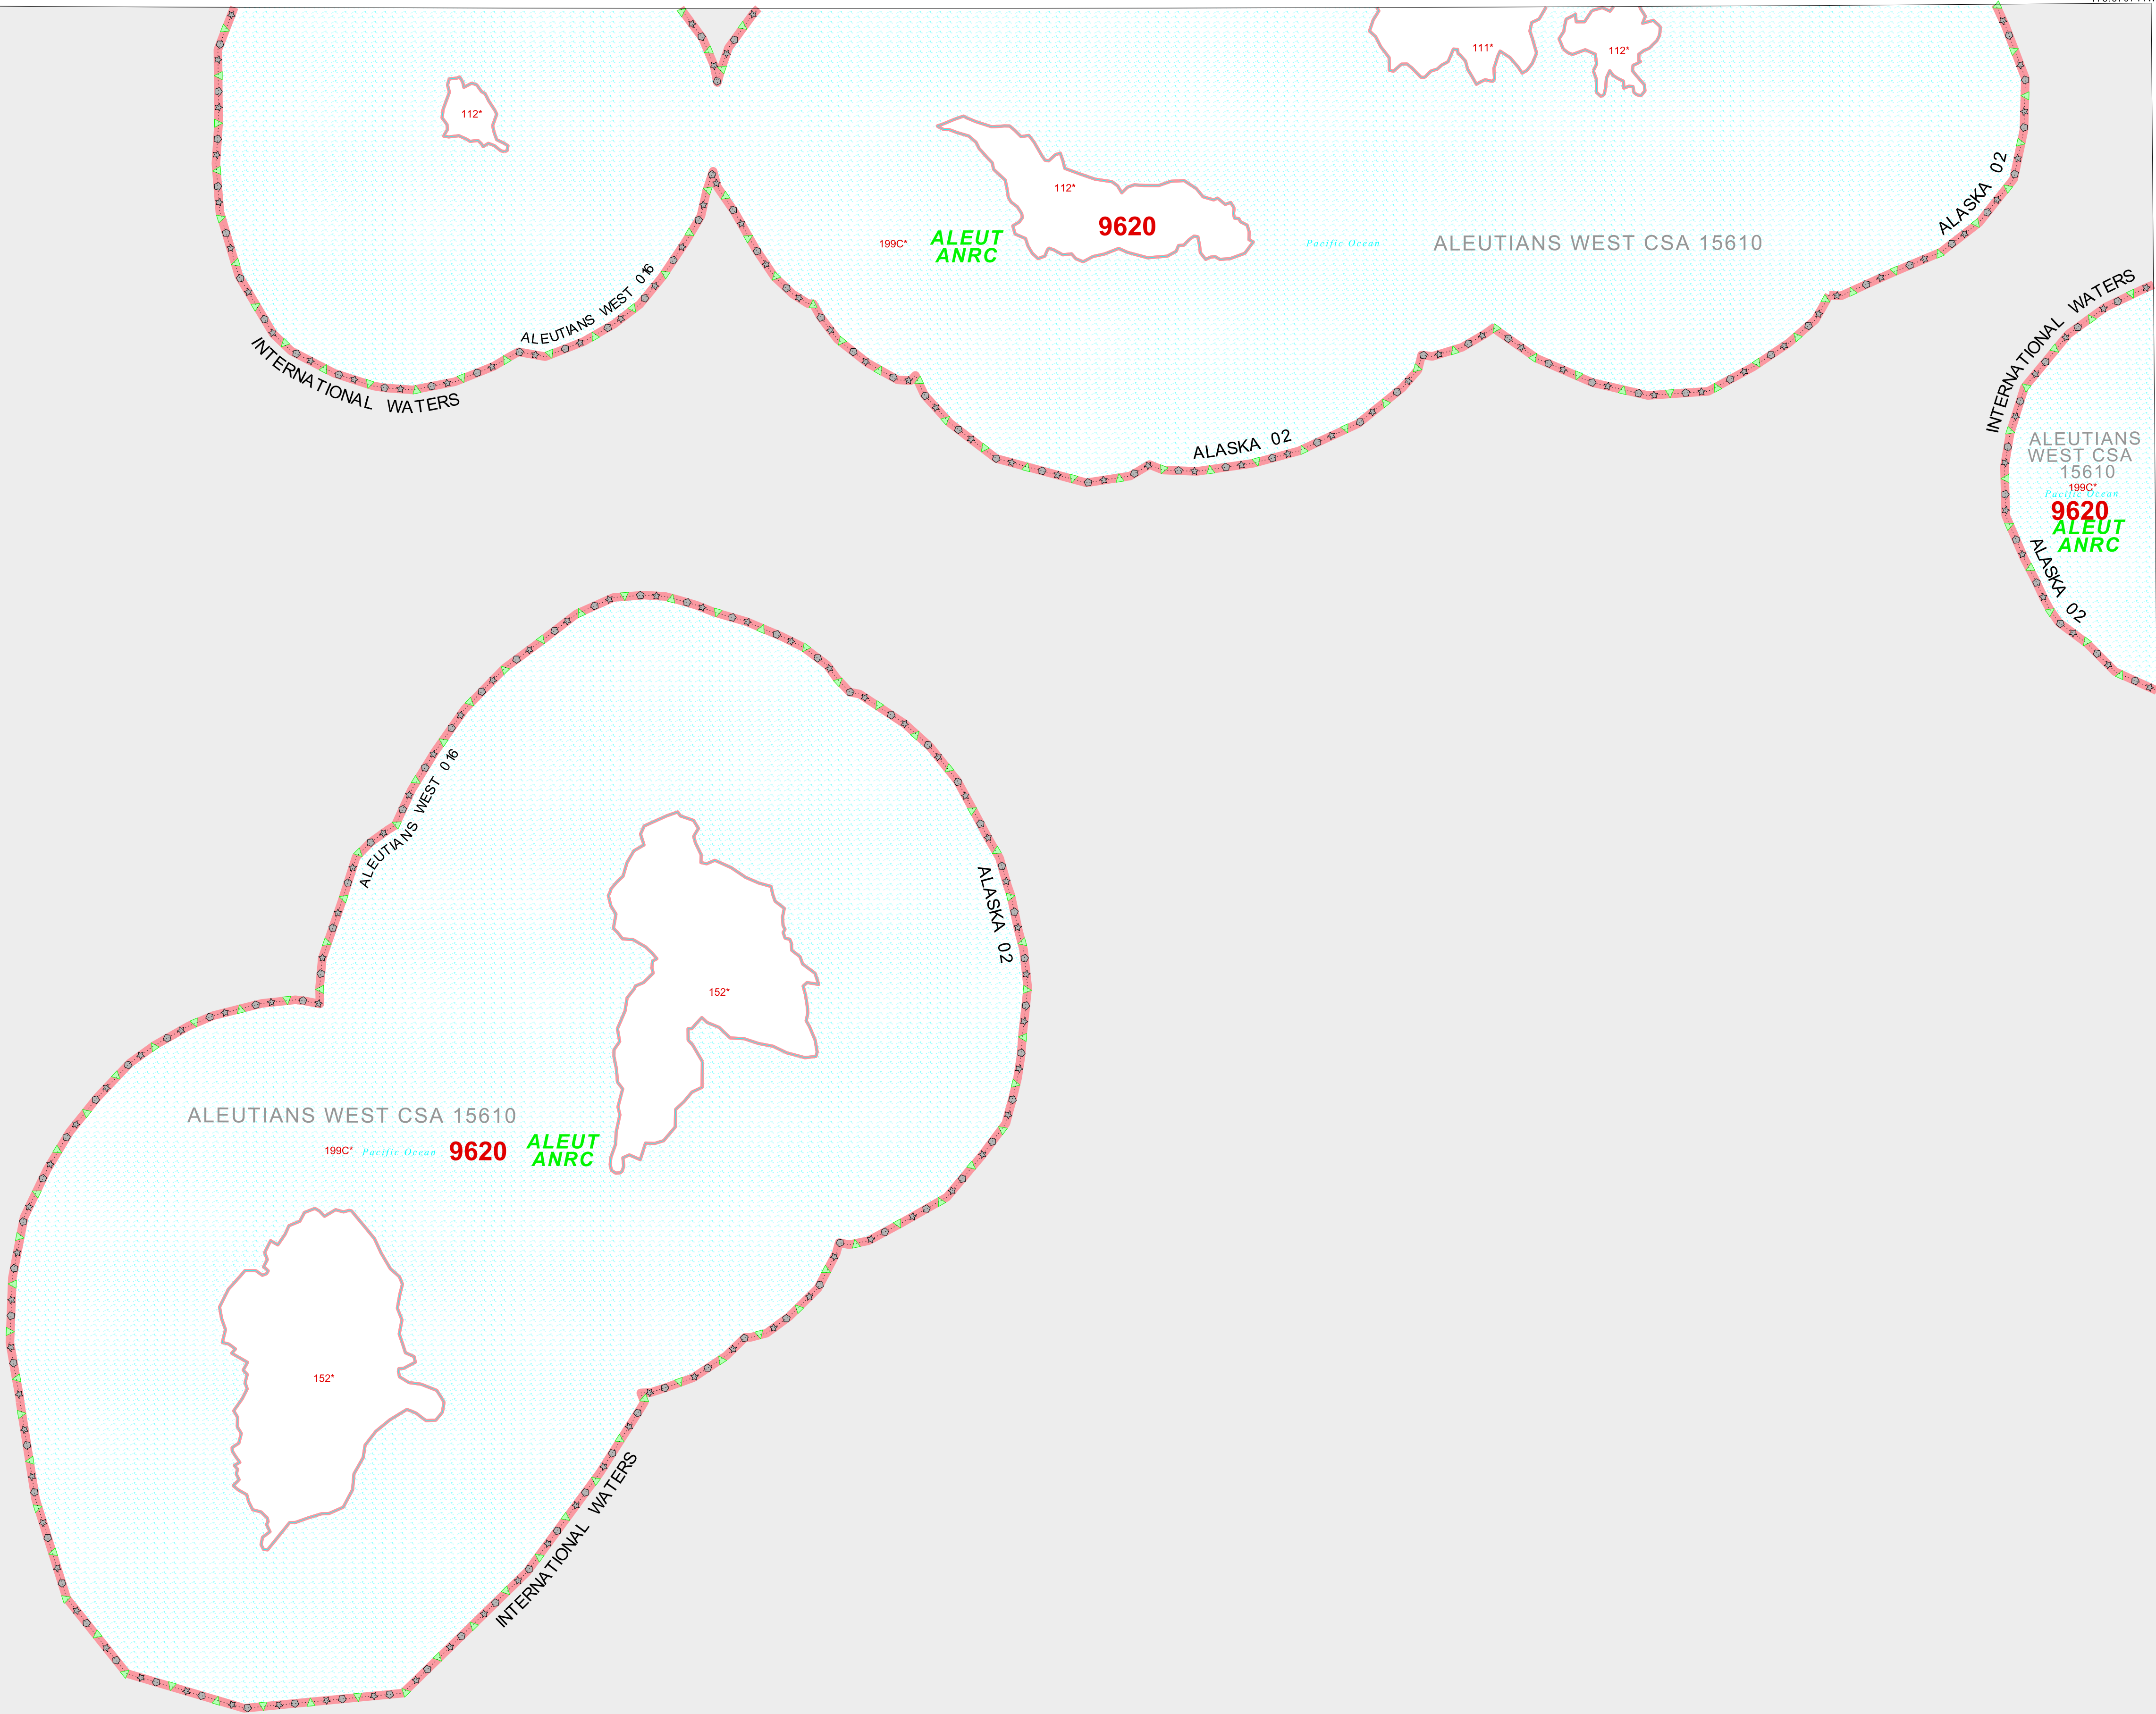 111*
112*
112*
112*
9620
199C*
ALEUT
ANRC
Pacific Ocean
ALEUTIANS WEST CSA 15610
ALASKA 02
ALEUTIANS WEST 016
INTERNATIONAL WATERS
ALASKA 02
INTERNATIONAL WATERS
ALEUTIANS
WEST CSA
15610
199C*
Pacific Ocean
9620
ALEUT
ANRC
ALASKA 02
ALEUTIANS WEST 016
ALASKA 02
152*
ALEUTIANS WEST CSA 15610
199C*
Pacific Ocean
9620
ALEUT
ANRC
152*
INTERNATIONAL WATERS